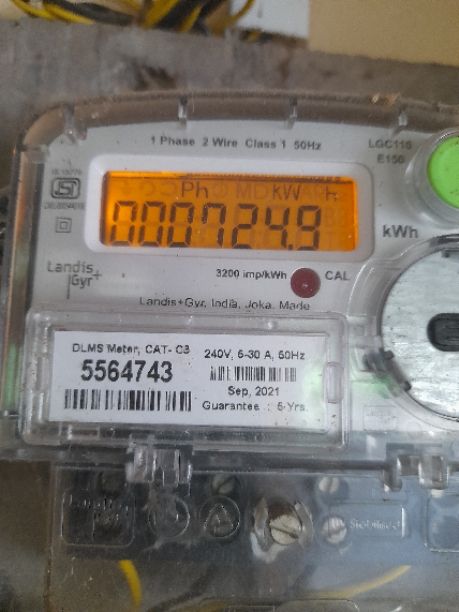 1 Phase 2 Wire Class 1 50Hz
LGC110
E150
Ph MD kW h
000724.9
kWh
Landis+
Gyr+
3200 imp/kWh CAL
Landis+Gyr, India, Joka, Made
DLMS Meter, CAT- C3
5564743
240V, 5-30 A, 50Hz
Sep, 2021
Guarantee : 5-Yrs.